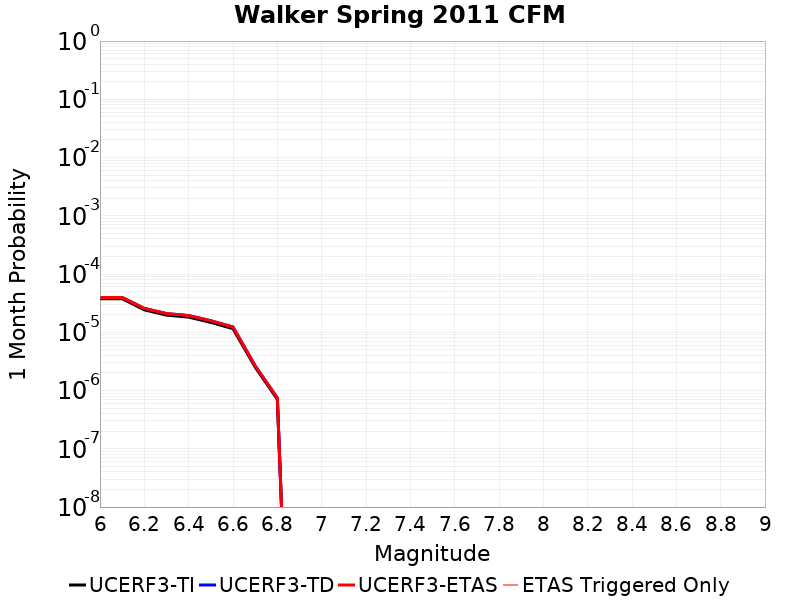 Walker Spring 2011 CFM
10^0
10^-1
10^-2
10^-3
10^-4
10^-5
10^-6
10^-7
10^-8
1 Month Probability
6 6.2 6.4 6.6 6.8 7 7.2 7.4 7.6 7.8 8 8.2 8.4 8.6 8.8 9
Magnitude
UCERF3-TI UCERF3-TD UCERF3-ETAS ETAS Triggered Only